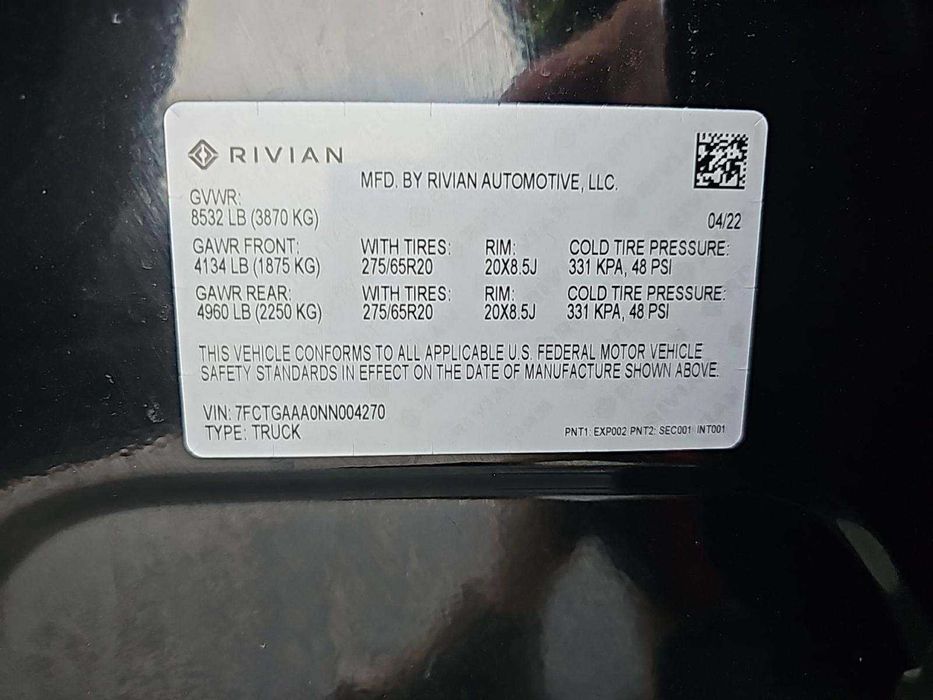 RIVIAN
MFD. BY RIVIAN AUTOMOTIVE, LLC.
GVWR:
8532 LB (3870 KG)
04/22
GAWR FRONT: WITH TIRES: RIM: COLD TIRE PRESSURE:
4134 LB (1875 KG) 275/65R20 20X8.5J 331 KPA, 48 PSI
GAWR REAR: WITH TIRES: RIM: COLD TIRE PRESSURE:
4960 LB (2250 KG) 275/65R20 20X8.5J 331 KPA, 48 PSI
THIS VEHICLE CONFORMS TO ALL APPLICABLE U.S. FEDERAL MOTOR VEHICLE
SAFETY STANDARDS IN EFFECT ON THE DATE OF MANUFACTURE SHOWN ABOVE.
VIN: 7FCTGAAA0NN004270
TYPE: TRUCK
PNT1: EXP002 PNT2: SEC001 INT001